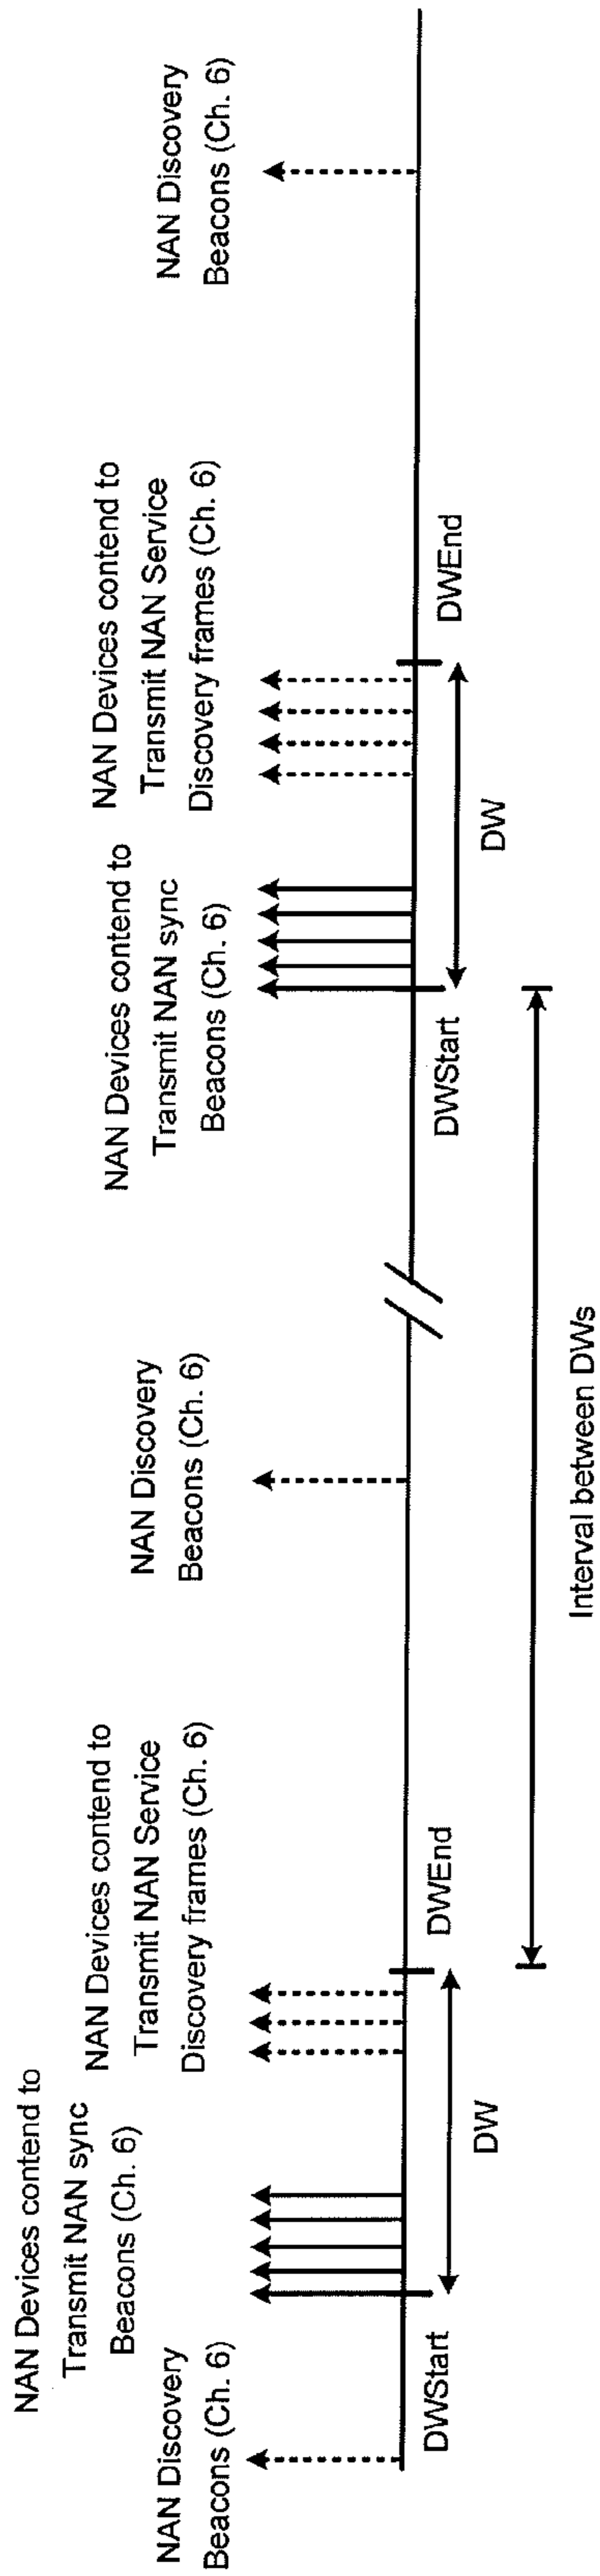 NAN Discovery
Beacons (Ch. 6)
NAN Devices contend to
Transmit NAN sync
Beacons (Ch. 6)
NAN Devices contend to
Transmit NAN Service
Discovery frames (Ch. 6)
NAN Discovery
Beacons (Ch. 6)
NAN Devices contend to
Transmit NAN sync
Beacons (Ch. 6)
NAN Devices contend to
Transmit NAN Service
Discovery frames (Ch. 6)
NAN Discovery
Beacons (Ch. 6)
DWStart
DWEnd
DWStart
DWEnd
DW
DW
Interval between DWs